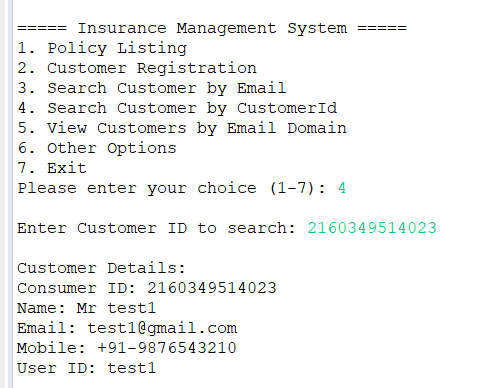 ===== Insurance Management System =====
1. Policy Listing
2. Customer Registration
3. Search Customer by Email
4. Search Customer by CustomerId
5. View Customers by Email Domain
6. Other Options
7. Exit
Please enter your choice (1-7): 4
Enter Customer ID to search: 2160349514023
Customer Details:
Consumer ID: 2160349514023
Name: Mr test1
Email: test1@gmail.com
Mobile: +91-9876543210
User ID: test1